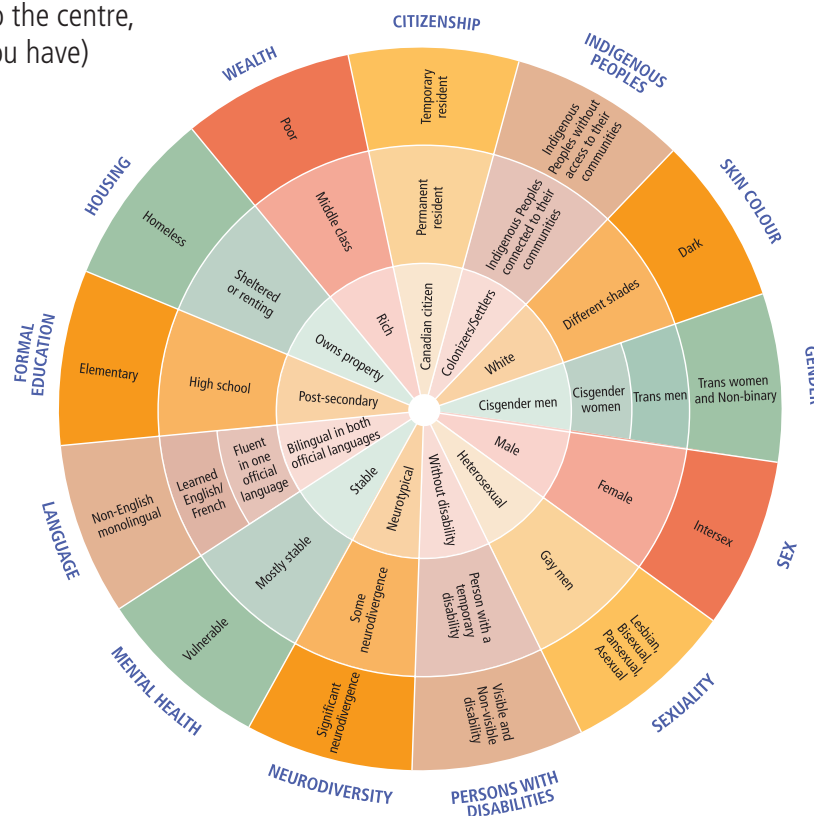 o the centre,
ou have)
CITIZENSHIP
Temporary
resident
Permanent
resident
Canadian citizen
INDIGENOUS
PEOPLES
Indigenous
Peoples without
access to their
communities
Indigenous Peoples
connected to their
communities
Colonizers/Settlers
SKIN COLOUR
Dark
Different shades
White
GENDER
Trans women
and Non-binary
Trans men
Cisgender
women
Cisgender men
SEX
Intersex
Female
Male
SEXUALITY
Lesbian,
Bisexual,
Pansexual,
Asexual
Gay men
Heterosexual
PERSONS WITH
DISABILITIES
Visible and
Non-visible
disability
Person with a
temporary
disability
Without disability
NEURODIVERSITY
Significant
neurodivergence
Some
neurodivergence
Neurotypical
MENTAL HEALTH
Vulnerable
Mostly stable
Stable
LANGUAGE
Non-English
monolingual
Learned
English/
French
Fluent
in one
official
language
Bilingual in both
official languages
FORMAL
EDUCATION
Elementary
High school
Post-secondary
HOUSING
Homeless
Sheltered
or renting
Owns property
WEALTH
Poor
Middle class
Rich